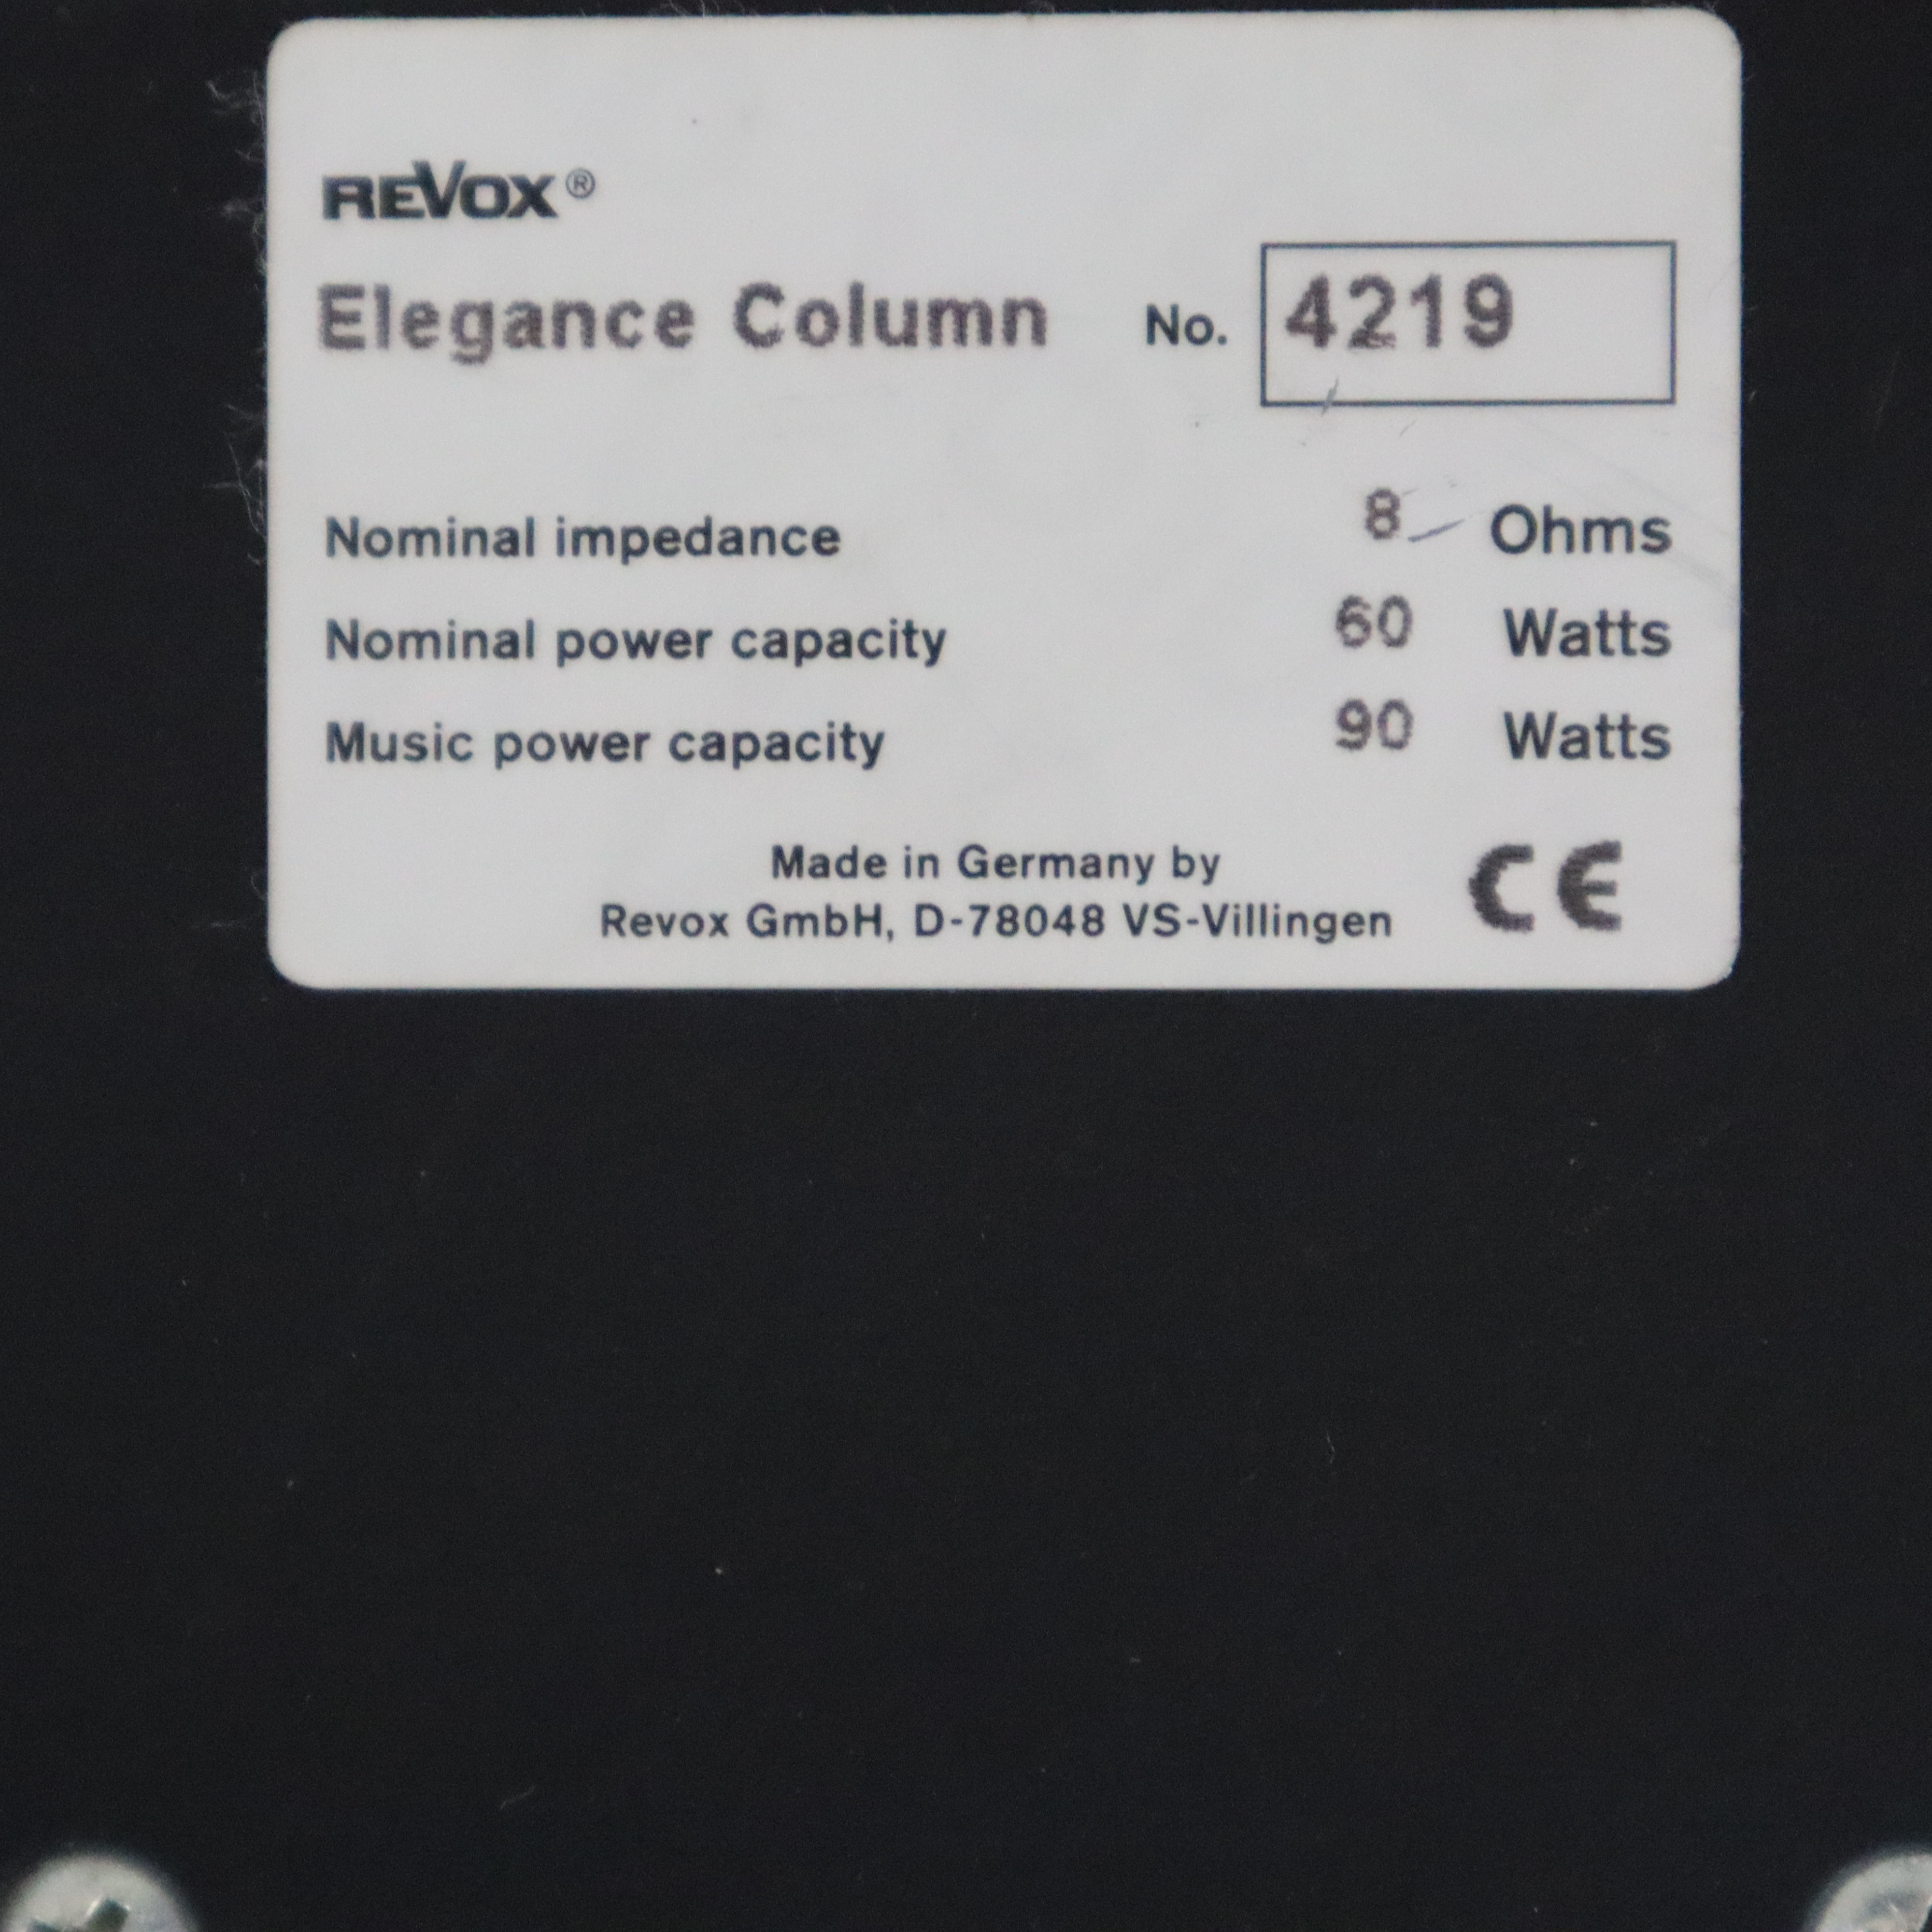 REVOX®
Elegance Column No. 4219
Nominal impedance 8 Ohms
Nominal power capacity 60 Watts
Music power capacity 90 Watts
Made in Germany by
Revox GmbH, D-78048 VS-Villingen CE